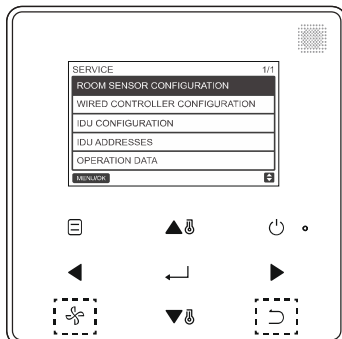 SERVICE 1/1
ROOM SENSOR CONFIGURATION
WIRED CONTROLLER CONFIGURATION
IDU CONFIGURATION
IDU ADDRESSES
OPERATION DATA
MENU/OK